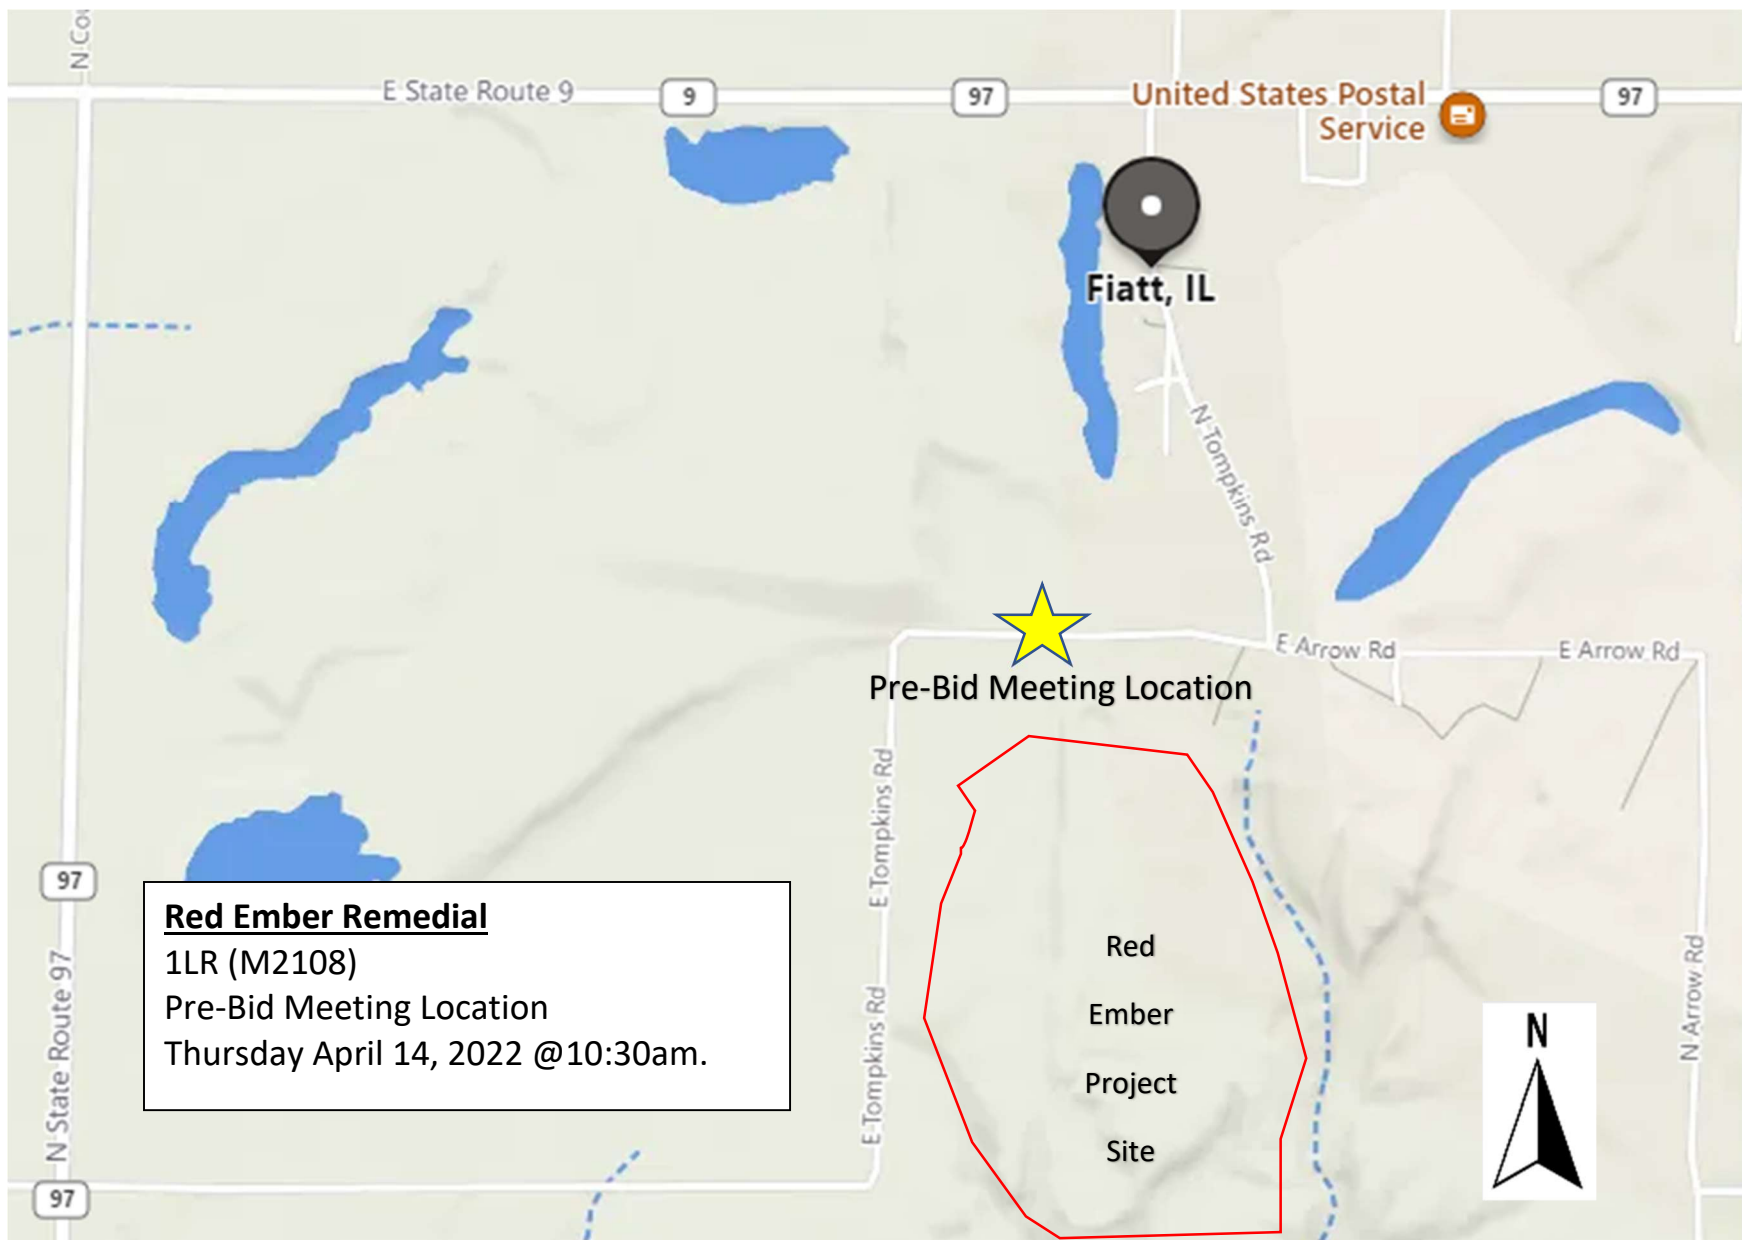 N Cou
E State Route 9
9
97
United States Postal
Service
97
Fiatt, IL
N Tompkins Rd
E Arrow Rd
E Arrow Rd
Pre-Bid Meeting Location
E Tompkins Rd
97
Red Ember Remedial
1LR (M2108)
Pre-Bid Meeting Location
Thursday April 14, 2022 @10:30am.
Red
Ember
Project
Site
N State Route 97
E Tompkins Rd
N Arrow Rd
N
97